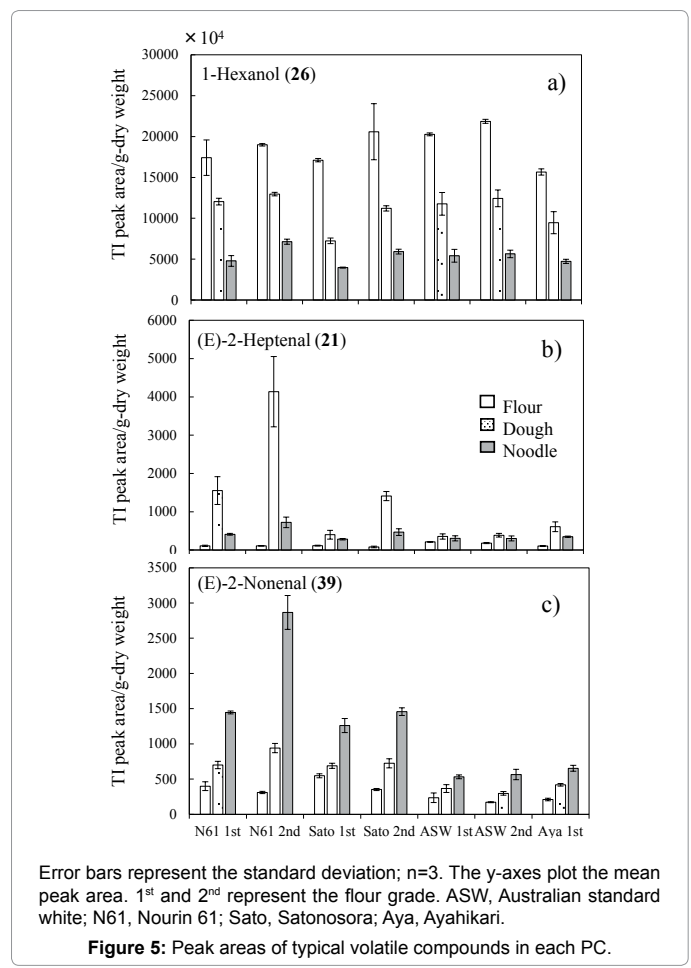 × 10⁴
30000
1-Hexanol (26)
a)
25000
20000
15000
10000
5000
0
TI peak area/g-dry weight
6000
(E)-2-Heptenal (21)
b)
5000
4000
3000
2000
1000
0
TI peak area/g-dry weight
Flour
Dough
Noodle
3500
(E)-2-Nonenal (39)
c)
3000
2500
2000
1500
1000
500
0
TI peak area/g-dry weight
N61 1st N61 2nd Sato 1st Sato 2nd ASW 1st ASW 2nd Aya 1st
Error bars represent the standard deviation; n=3. The y-axes plot the mean
peak area. 1st and 2nd represent the flour grade. ASW, Australian standard
white; N61, Nourin 61; Sato, Satonosora; Aya, Ayahikari.
Figure 5: Peak areas of typical volatile compounds in each PC.